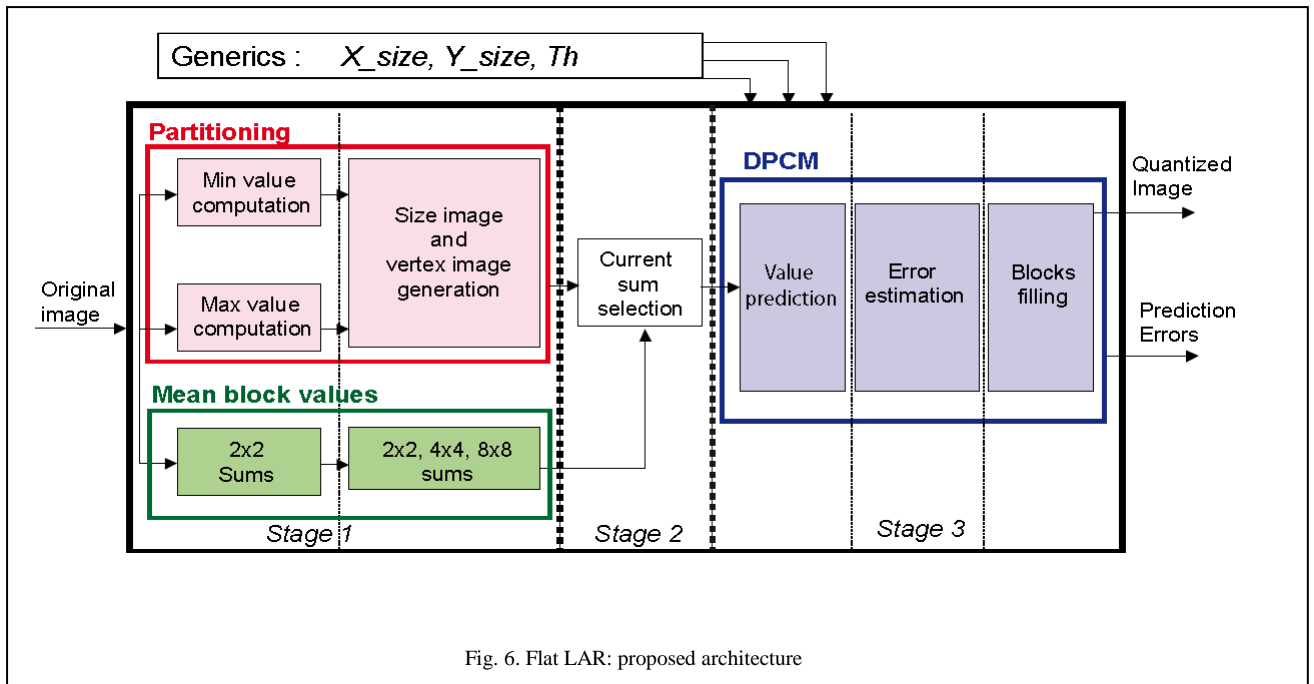 Generics : X_size, Y_size, Th
Partitioning
Min value
computation
Size image
and
vertex image
generation
Max value
computation
Original
image
Mean block values
2x2
Sums
2x2, 4x4, 8x8
sums
Stage 1
Current
sum
selection
Stage 2
DPCM
Value
prediction
Error
estimation
Blocks
filling
Stage 3
Quantized
Image
Prediction
Errors
Fig. 6. Flat LAR: proposed architecture